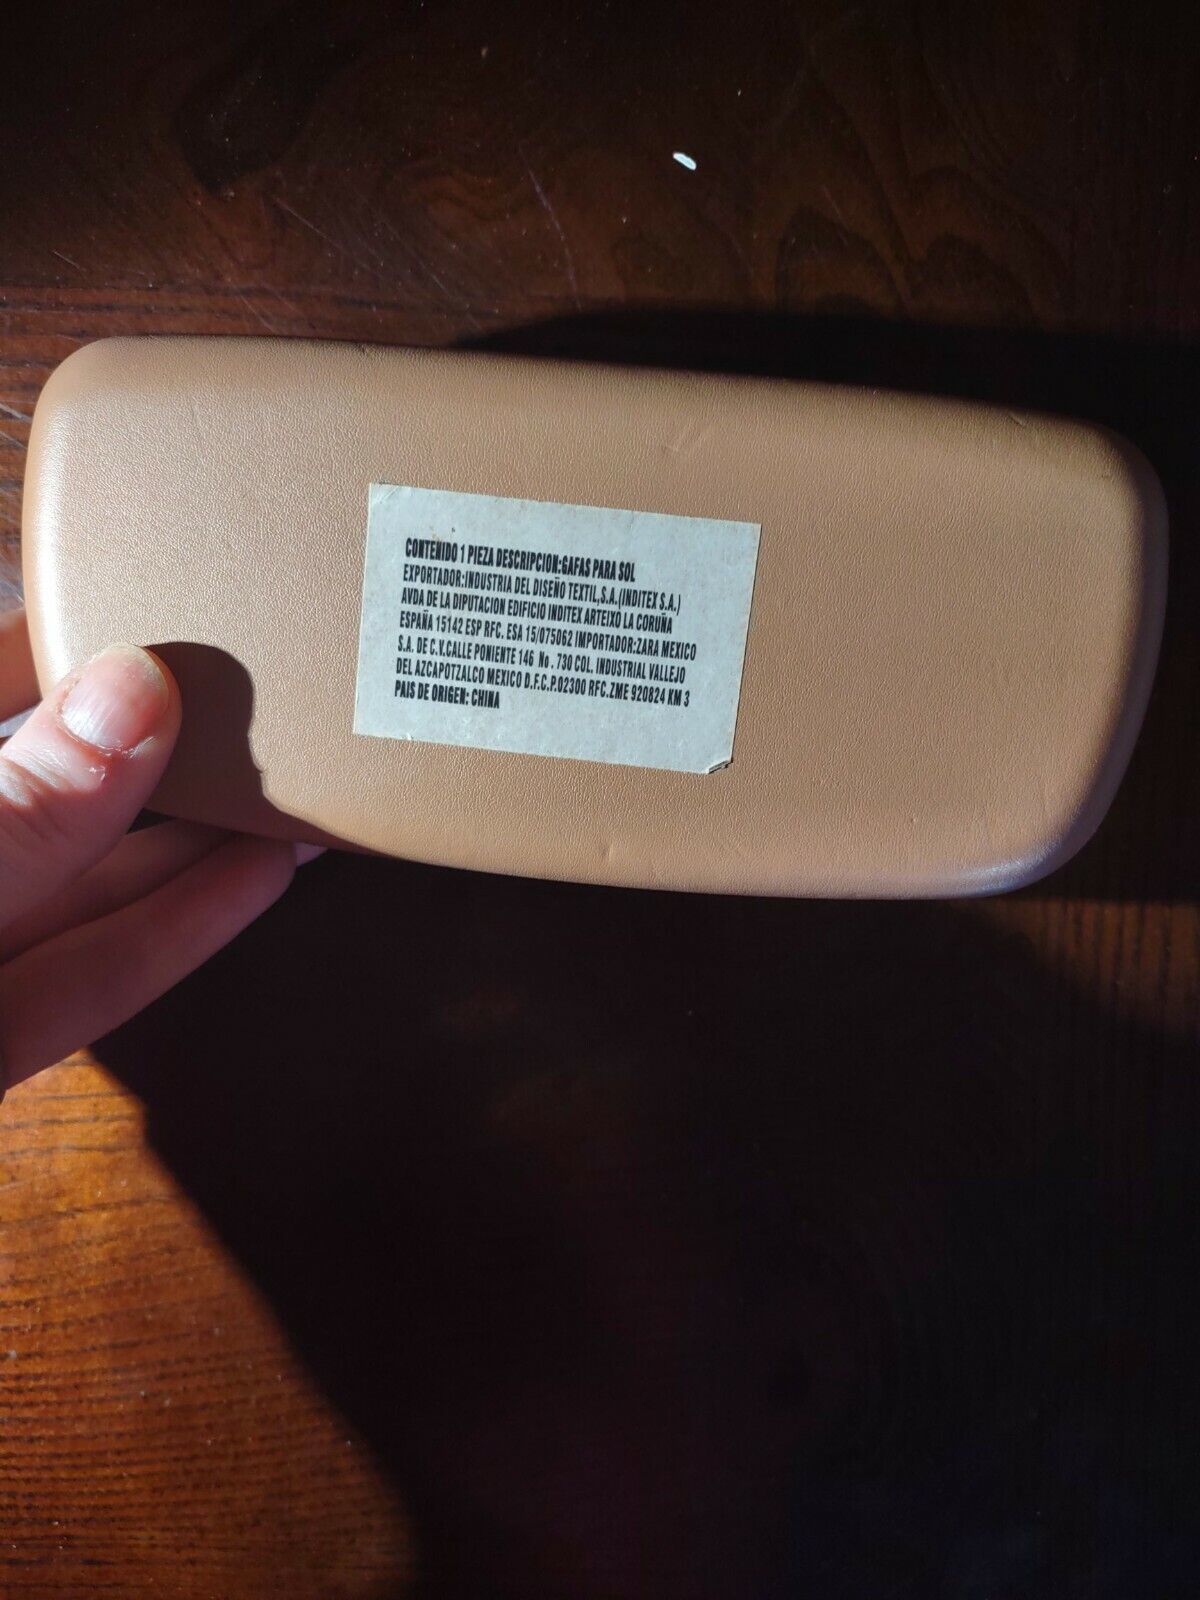 CONTENIDO 1 PIEZA DESCRIPCION:GAFAS PARA SOL
EXPORTADOR:INDUSTRIA DEL DISEÑO TEXTIL,S.A.(INDITEX S.A.)
AVDA DE LA DIPUTACION EDIFICIO INDITEX ARTEIXO LA CORUÑA
ESPAÑA 15142 ESP RFC. ESA 15/075062 IMPORTADOR:ZARA MEXICO
S.A. DE C.V.CALLE PONIENTE 146 No. 730 COL. INDUSTRIAL VALLEJO
DEL AZCAPOTZALCO MEXICO D.F.C.P.02300 RFC.ZME 920824 KM 3
PAIS DE ORIGEN: CHINA